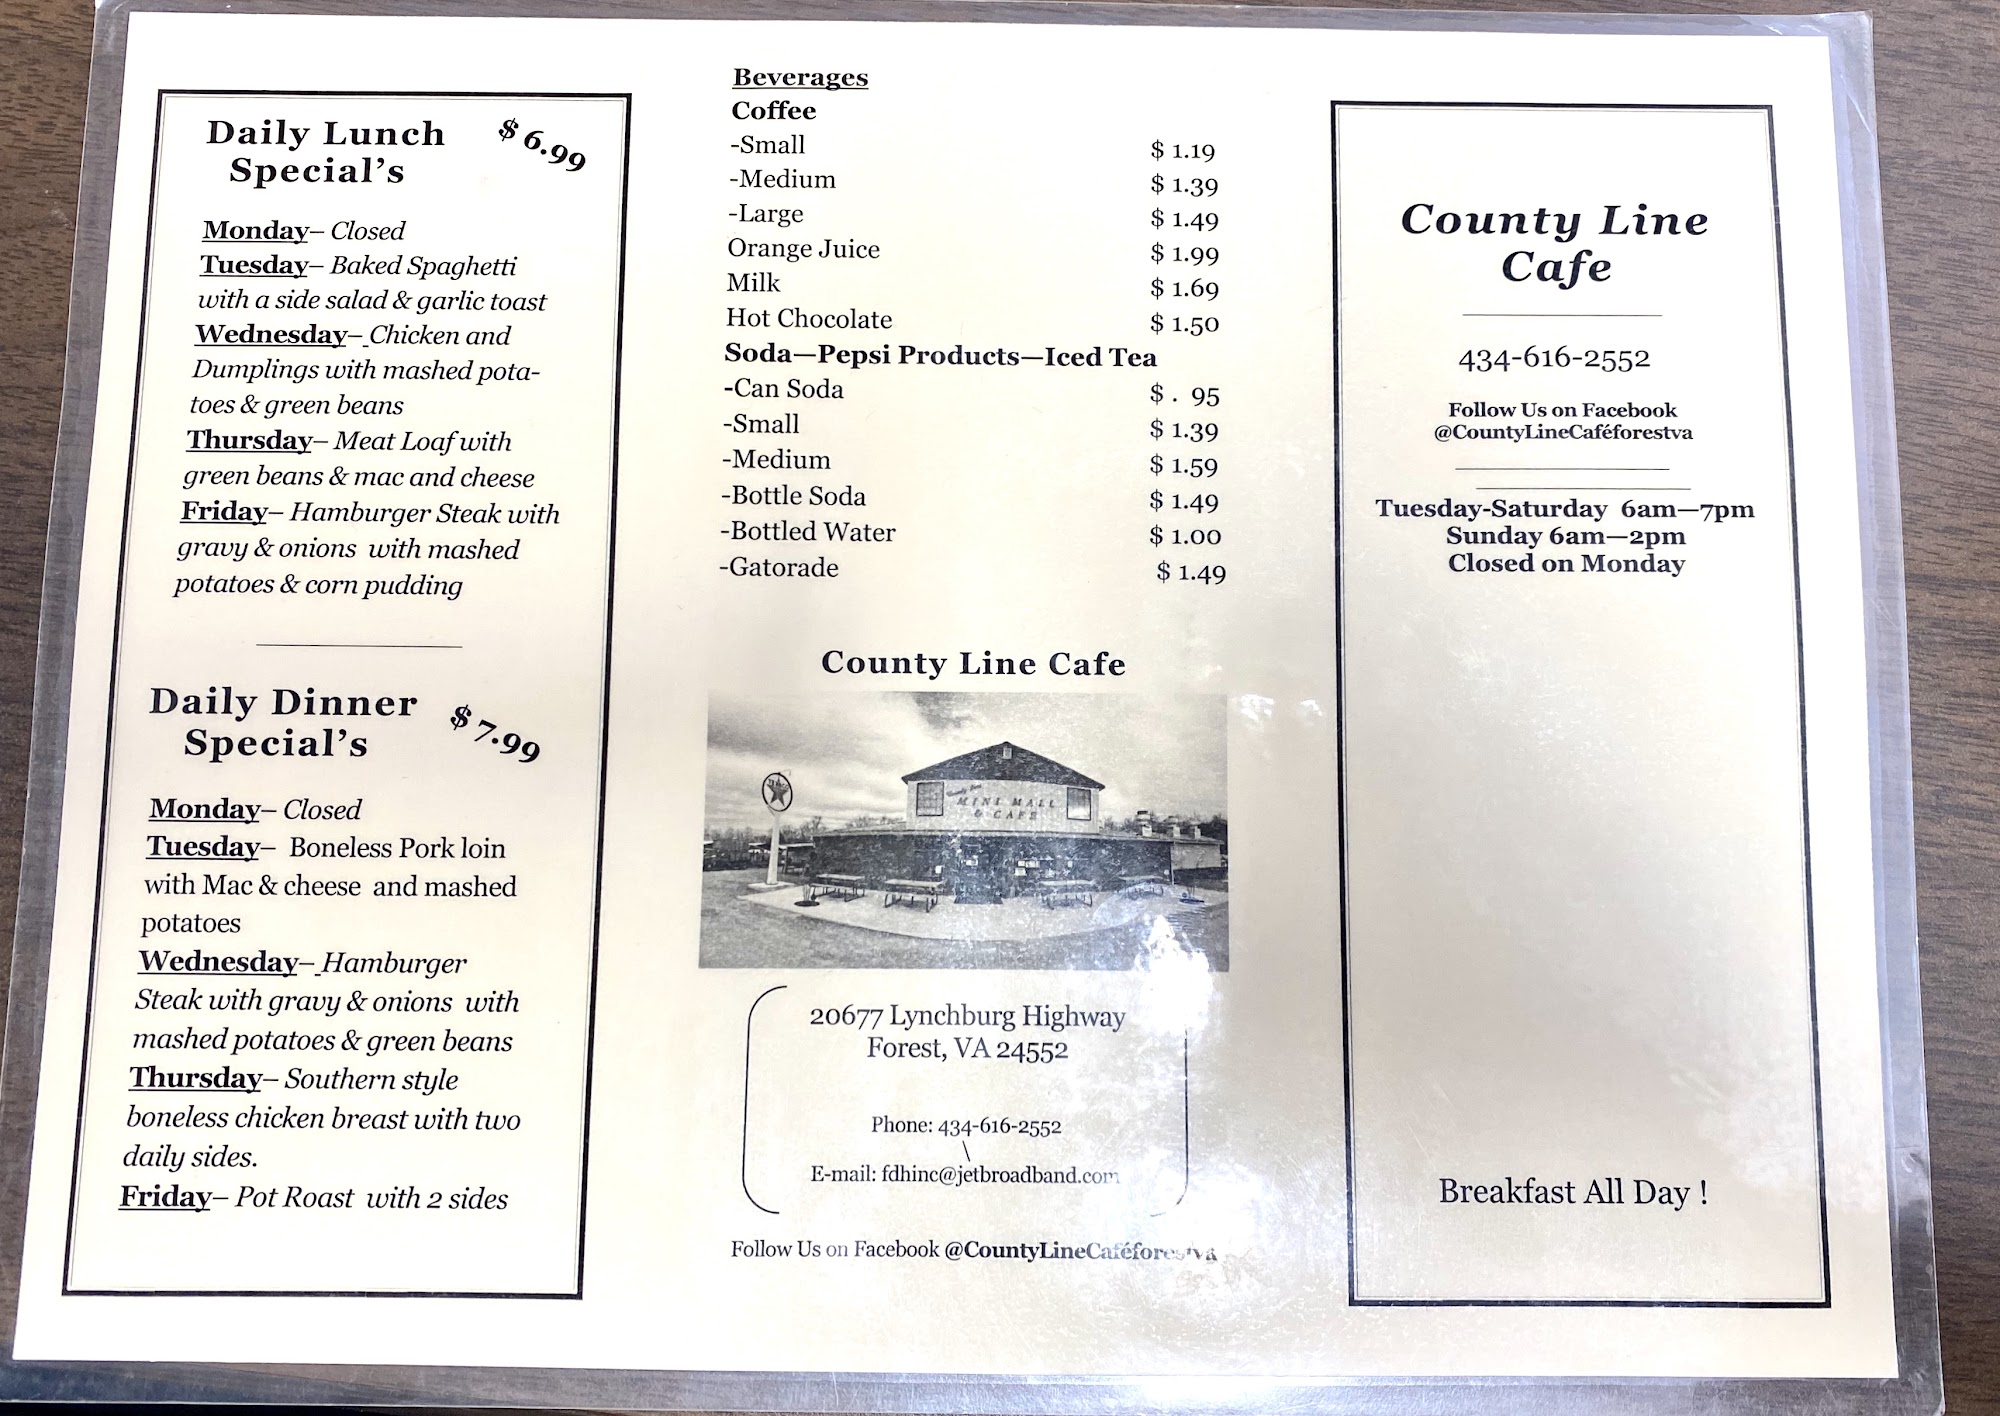 Daily Lunch
Special's
$ 6.99
Monday– Closed
Tuesday– Baked Spaghetti
with a side salad & garlic toast
Wednesday– Chicken and
Dumplings with mashed pota-
toes & green beans
Thursday– Meat Loaf with
green beans & mac and cheese
Friday– Hamburger Steak with
gravy & onions with mashed
potatoes & corn pudding
Daily Dinner
Special's
$ 7.99
Monday– Closed
Tuesday– Boneless Pork loin
with Mac & cheese and mashed
potatoes
Wednesday– Hamburger
Steak with gravy & onions with
mashed potatoes & green beans
Thursday– Southern style
boneless chicken breast with two
daily sides.
Friday– Pot Roast with 2 sides
Beverages
Coffee
-Small $ 1.19
-Medium $ 1.39
-Large $ 1.49
Orange Juice $ 1.99
Milk $ 1.69
Hot Chocolate $ 1.50
Soda—Pepsi Products—Iced Tea
-Can Soda $ . 95
-Small $ 1.39
-Medium $ 1.59
-Bottle Soda $ 1.49
-Bottled Water $ 1.00
-Gatorade $ 1.49
County Line Cafe
County Line
MINI MALL
& CAFE
20677 Lynchburg Highway
Forest, VA 24552
Phone: 434-616-2552
\
E-mail: fdhinc@jetbroadband.com
Follow Us on Facebook @CountyLineCaféforestva
County Line
Cafe
434-616-2552
Follow Us on Facebook
@CountyLineCaféforestva
Tuesday-Saturday 6am—7pm
Sunday 6am—2pm
Closed on Monday
Breakfast All Day !